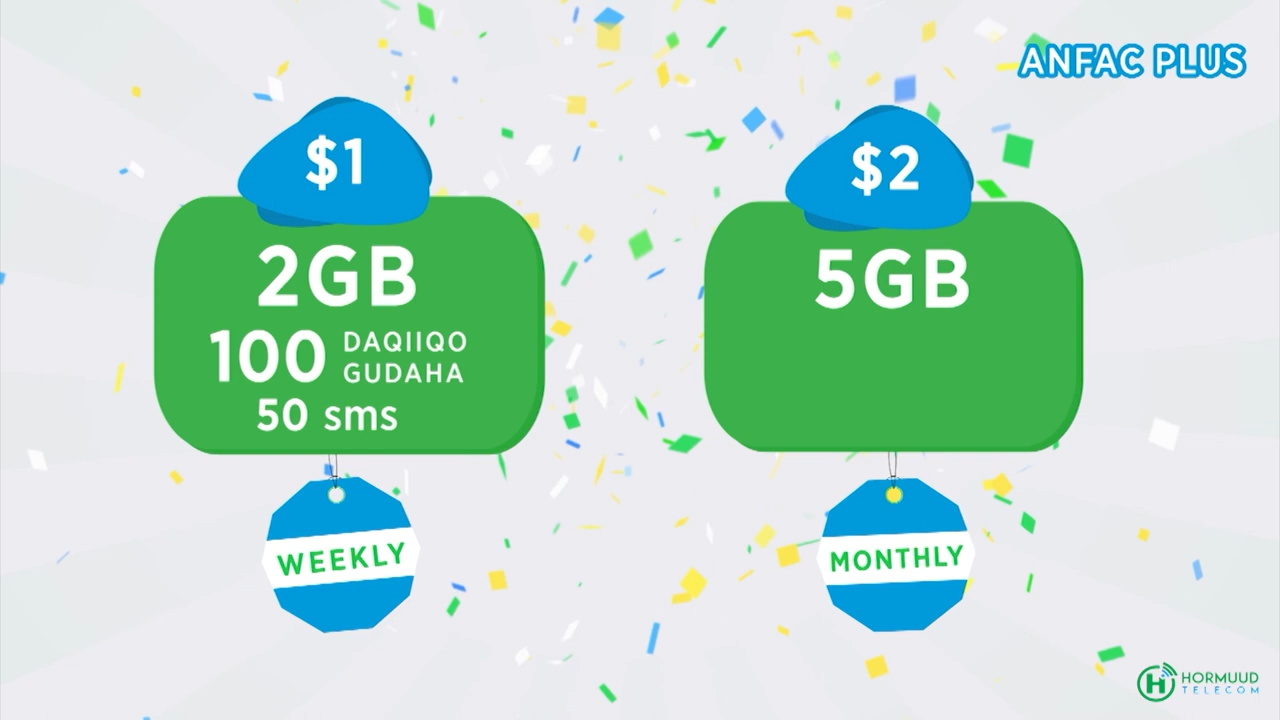 ANFAC PLUS
$1
2GB
100 DAQIIQO
GUDAHA
50 sms
WEEKLY
$2
5GB
MONTHLY
HORMUUD
TELECOM